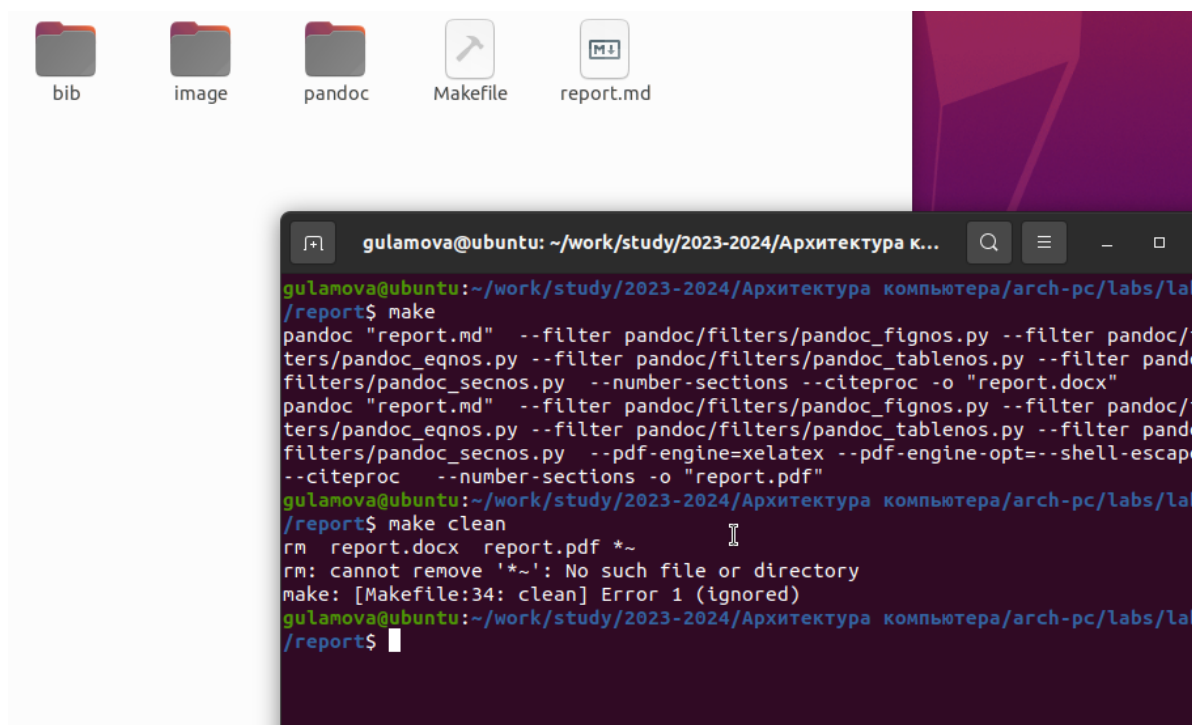 bib
image
pandoc
Makefile
report.md
M↓
gulamova@ubuntu: ~/work/study/2023-2024/Архитектура к...
gulamova@ubuntu:~/work/study/2023-2024/Архитектура компьютера/arch-pc/labs/la
/report$ make
pandoc "report.md"  --filter pandoc/filters/pandoc_fignos.py --filter pandoc/
ters/pandoc_eqnos.py --filter pandoc/filters/pandoc_tablenos.py --filter pand
filters/pandoc_secnos.py  --number-sections --citeproc -o "report.docx"
pandoc "report.md"  --filter pandoc/filters/pandoc_fignos.py --filter pandoc/
ters/pandoc_eqnos.py --filter pandoc/filters/pandoc_tablenos.py --filter pand
filters/pandoc_secnos.py  --pdf-engine=xelatex --pdf-engine-opt=--shell-escap
--citeproc   --number-sections -o "report.pdf"
gulamova@ubuntu:~/work/study/2023-2024/Архитектура компьютера/arch-pc/labs/la
/report$ make clean
rm  report.docx  report.pdf *~
rm: cannot remove '*~': No such file or directory
make: [Makefile:34: clean] Error 1 (ignored)
gulamova@ubuntu:~/work/study/2023-2024/Архитектура компьютера/arch-pc/labs/la
/report$